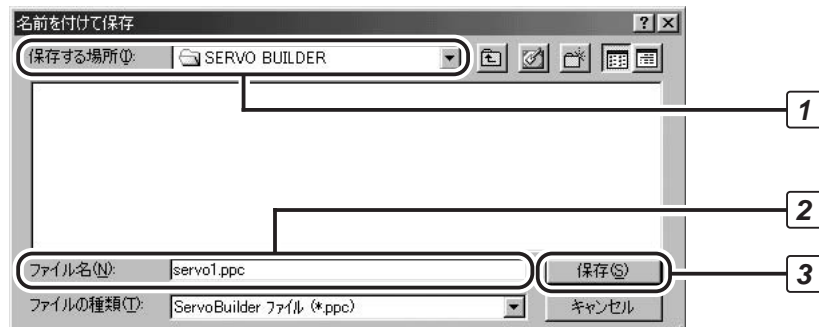 名前を付けて保存
保存する場所(I): SERVO BUILDER
1
2
ファイル名(N): servo1.ppc 保存(S)
3
ファイルの種類(T): ServoBuilder ファイル (*.ppc) キャンセル